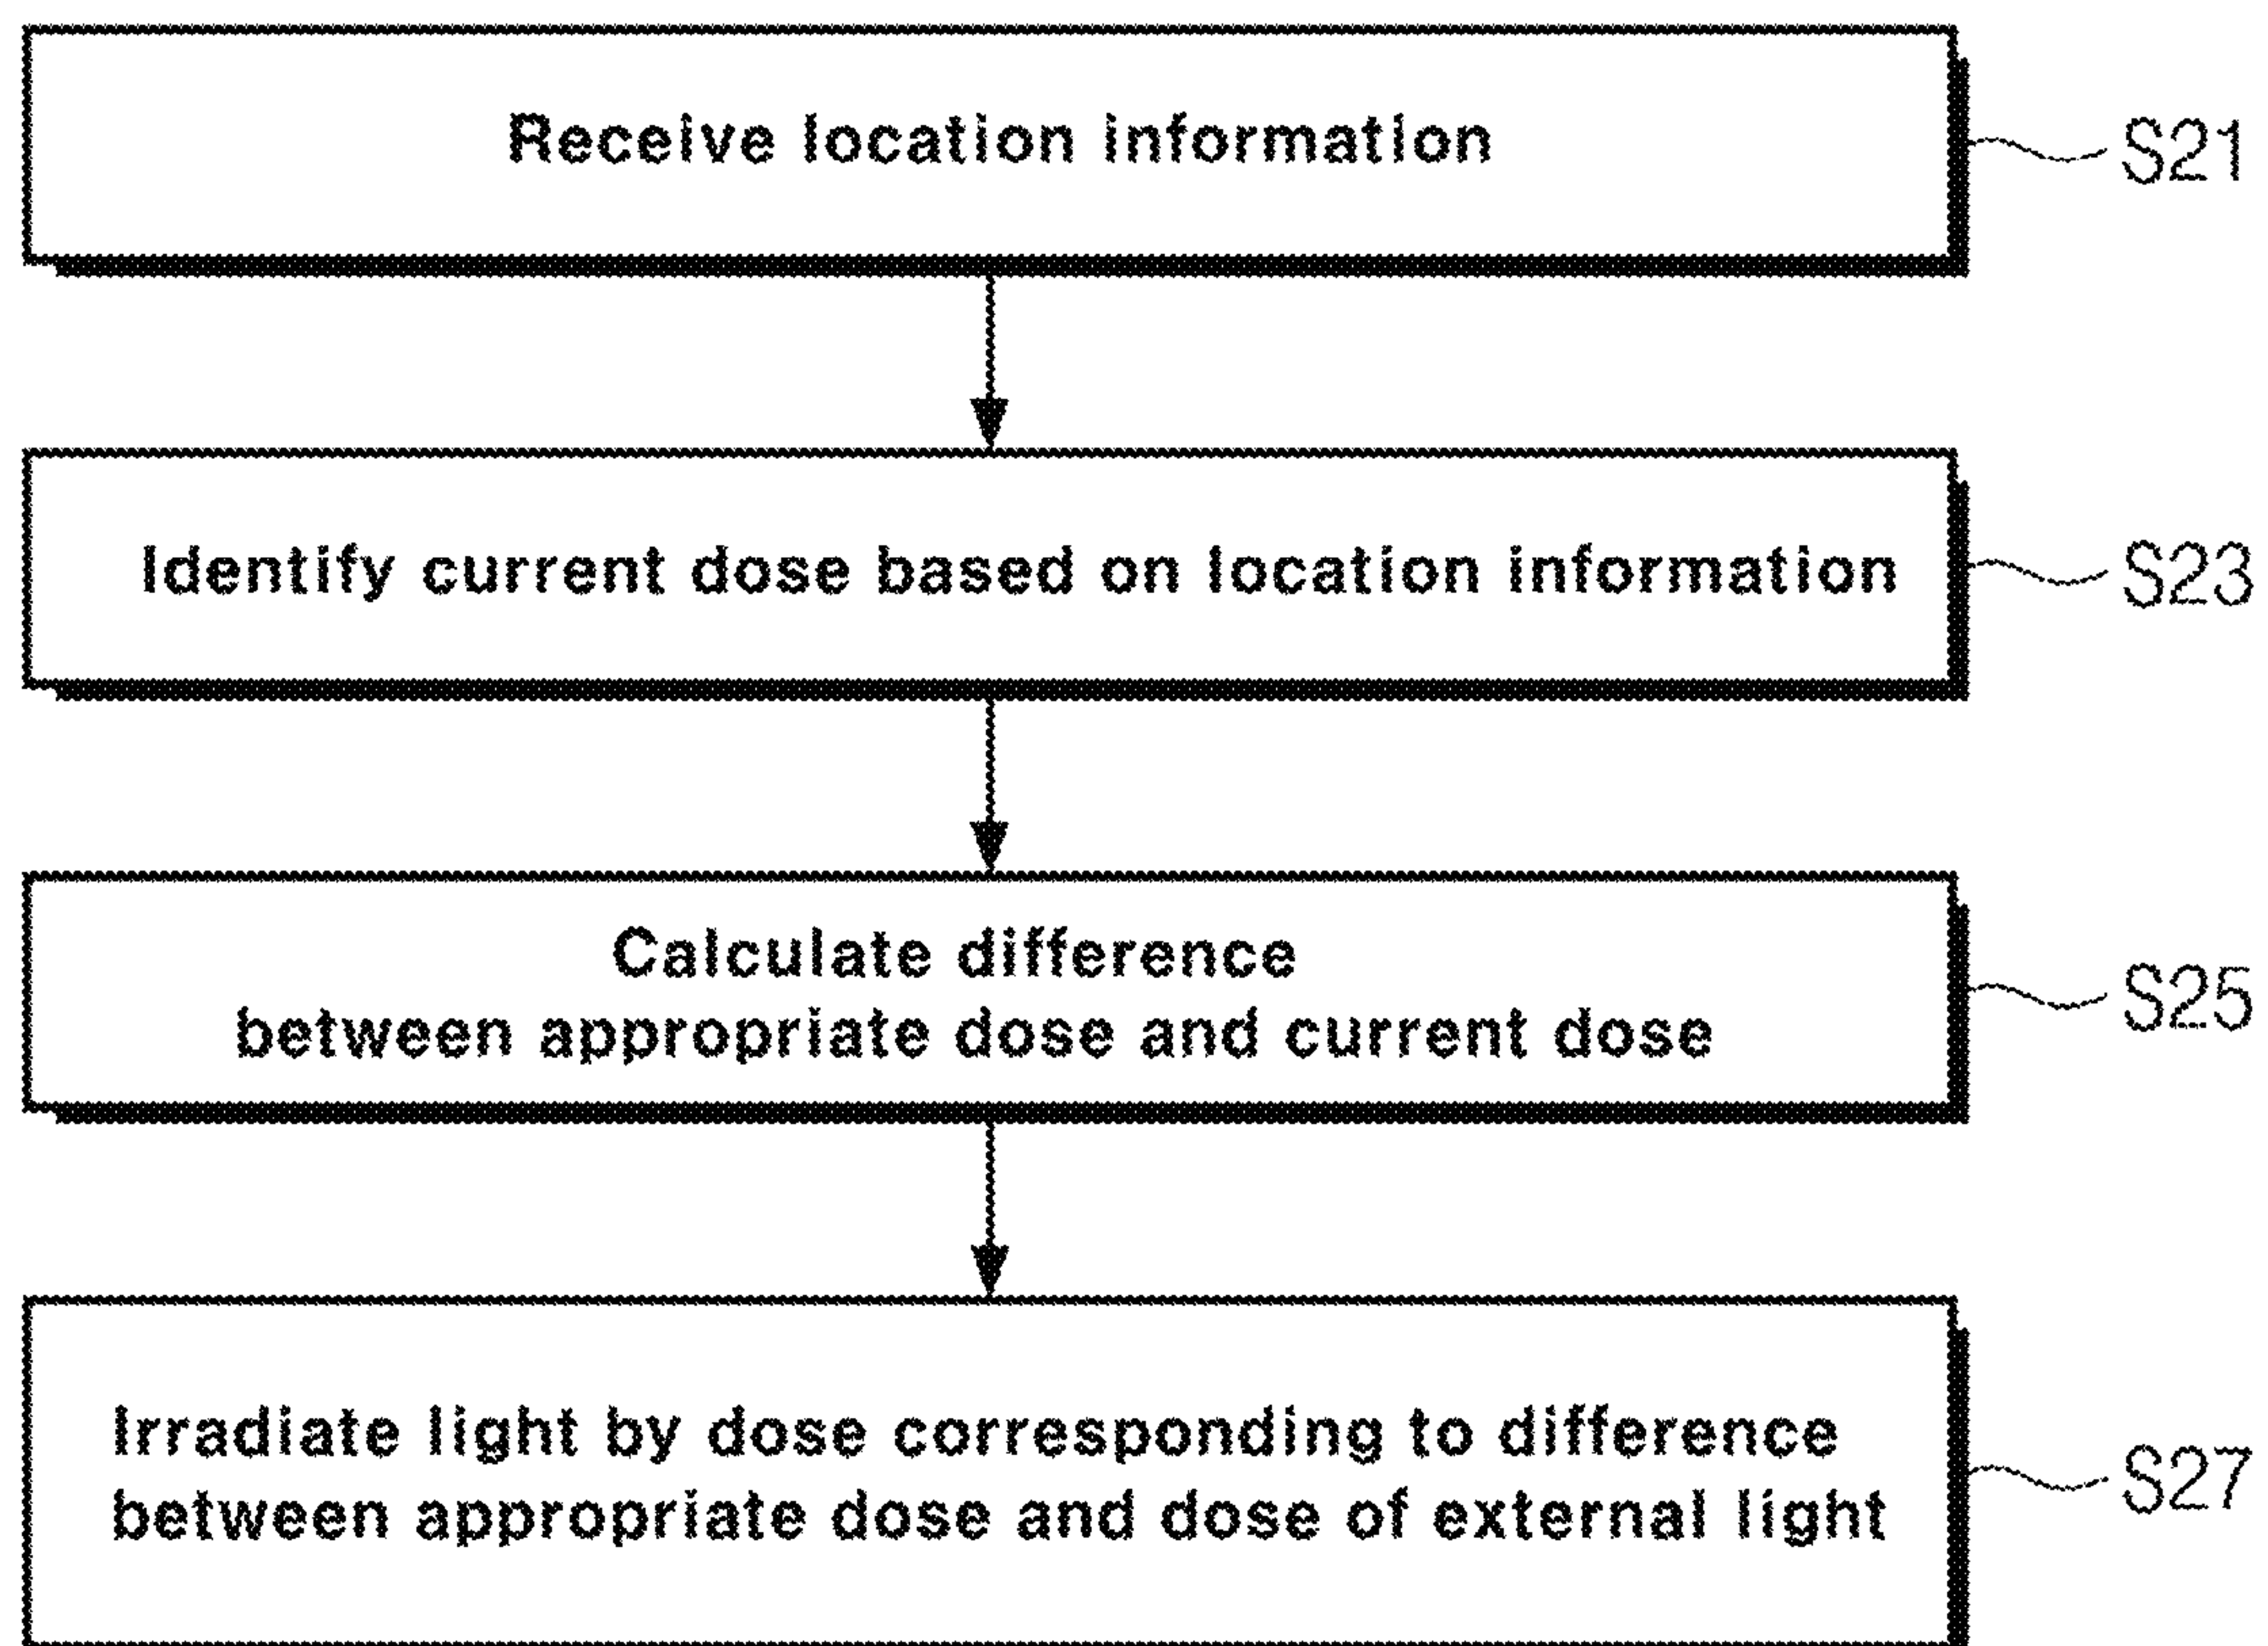 Receive location information
S21
Identify current dose based on location information
S23
Calculate difference
between appropriate dose and current dose
S25
Irradiate light by dose corresponding to difference
between appropriate dose and dose of external light
S27